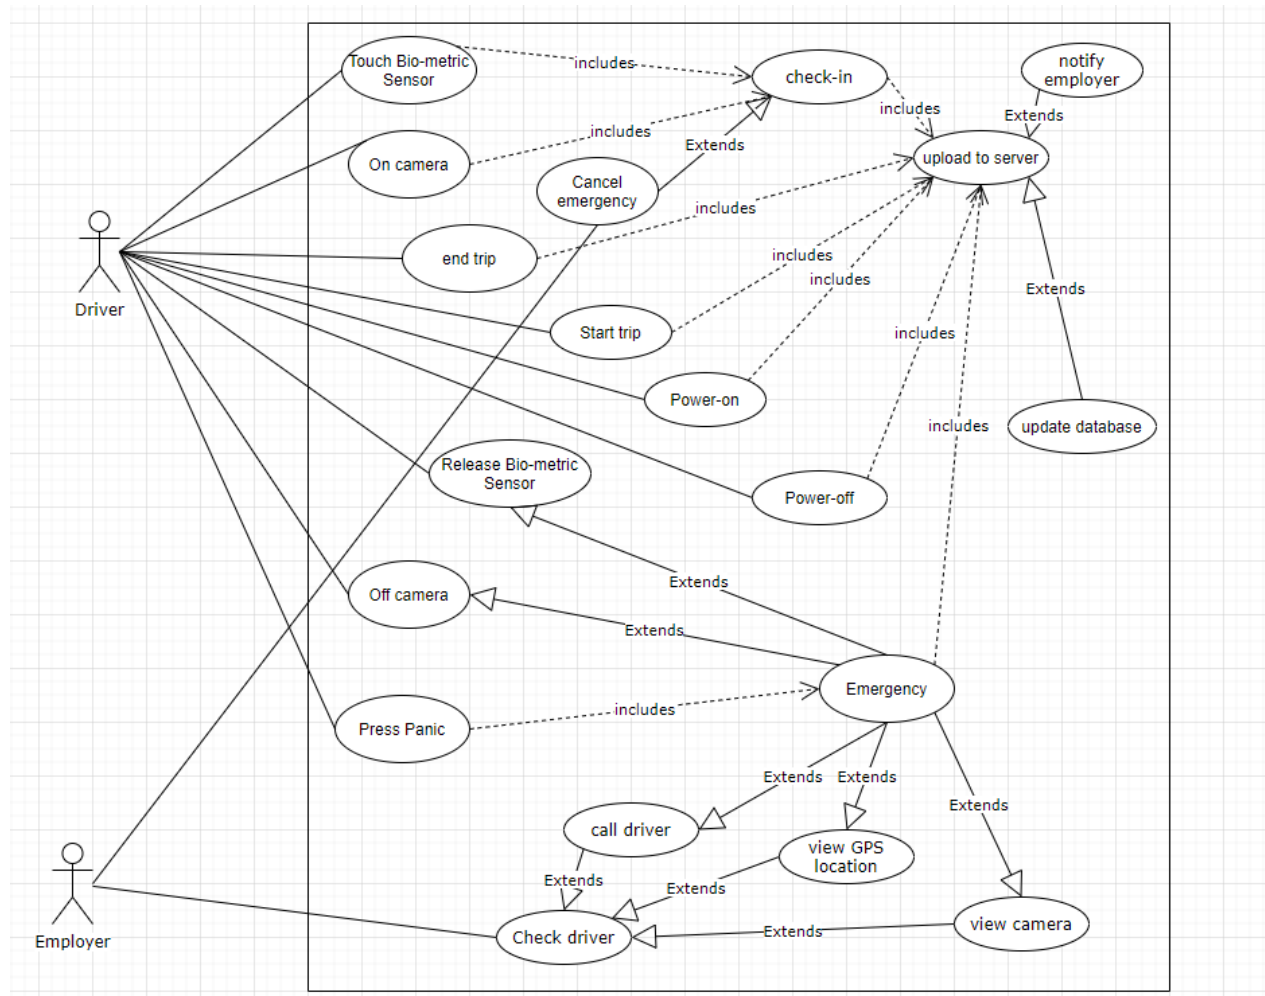 Touch Bio-metric
Sensor
includes
check-in
notify
employer
includes
Extends
On camera
includes
Extends
upload to server
Cancel
emergency
includes
end trip
includes
includes
Driver
Extends
Start trip
includes
Power-on
includes
update database
Release Bio-metric
Sensor
Power-off
Extends
Off camera
Extends
Emergency
includes
Press Panic
Extends
Extends
Extends
call driver
view GPS
location
Extends
Extends
Employer
Check driver
Extends
view camera